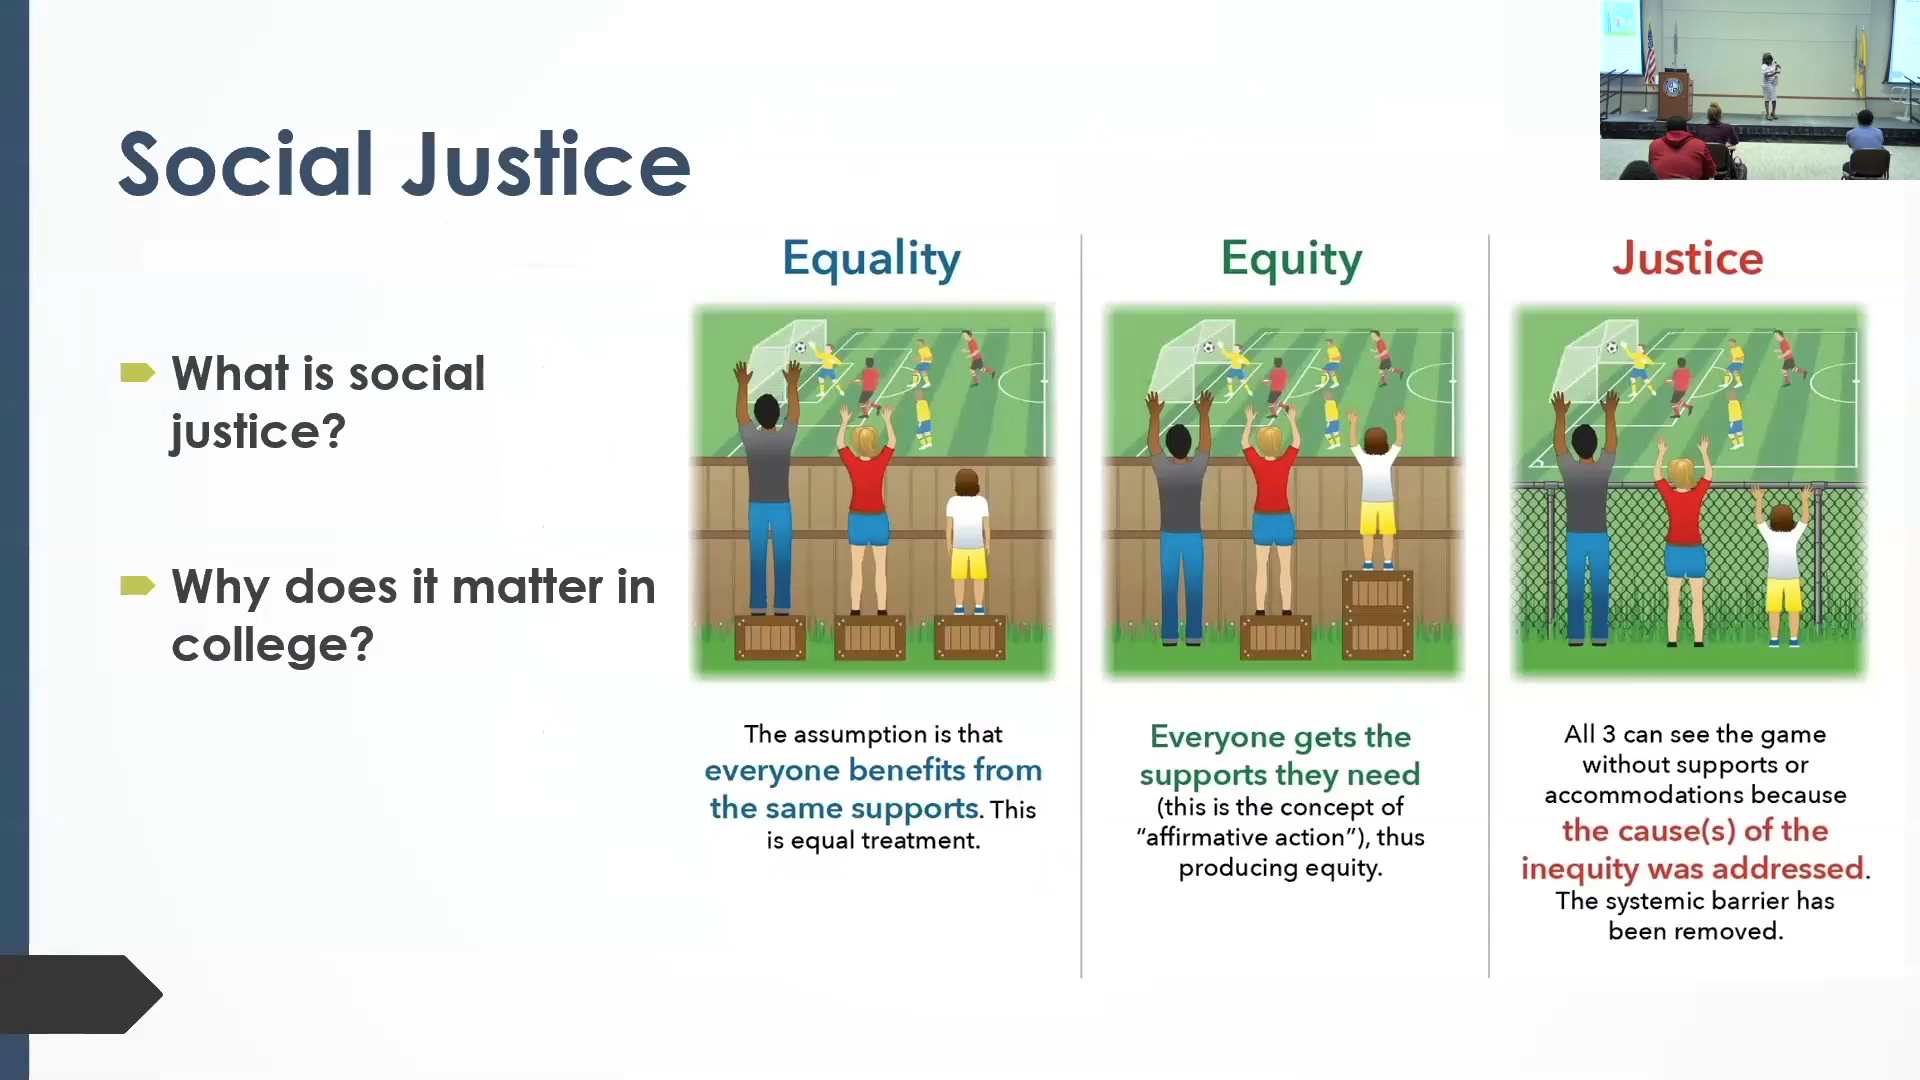 Social Justice
What is social
justice?
Why does it matter in
college?
Equality
The assumption is that
everyone benefits from
the same supports. This
is equal treatment.
Equity
Everyone gets the
supports they need
(this is the concept of
“affirmative action”), thus
producing equity.
Justice
All 3 can see the game
without supports or
accommodations because
the cause(s) of the
inequity was addressed.
The systemic barrier has
been removed.